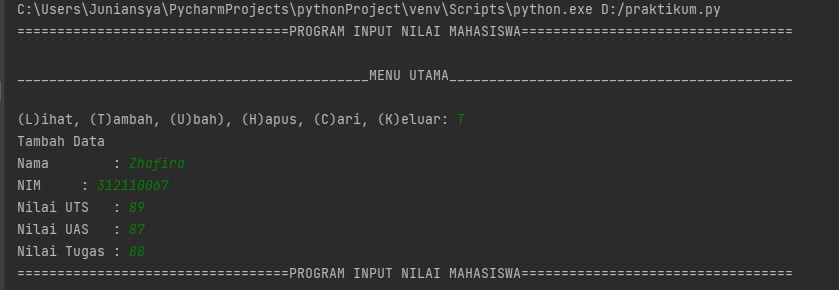 C:\Users\Juniansya\PycharmProjects\pythonProject\venv\Scripts\python.exe D:/praktikum.py
==================================PROGRAM INPUT NILAI MAHASISWA==================================
____________________________________________MENU UTAMA___________________________________________
(L)ihat, (T)ambah, (U)bah), (H)apus, (C)ari, (K)eluar: T
Tambah Data
Nama        : Zhafira
NIM     : 312110067
Nilai UTS   : 89
Nilai UAS   : 87
Nilai Tugas : 88
==================================PROGRAM INPUT NILAI MAHASISWA==================================